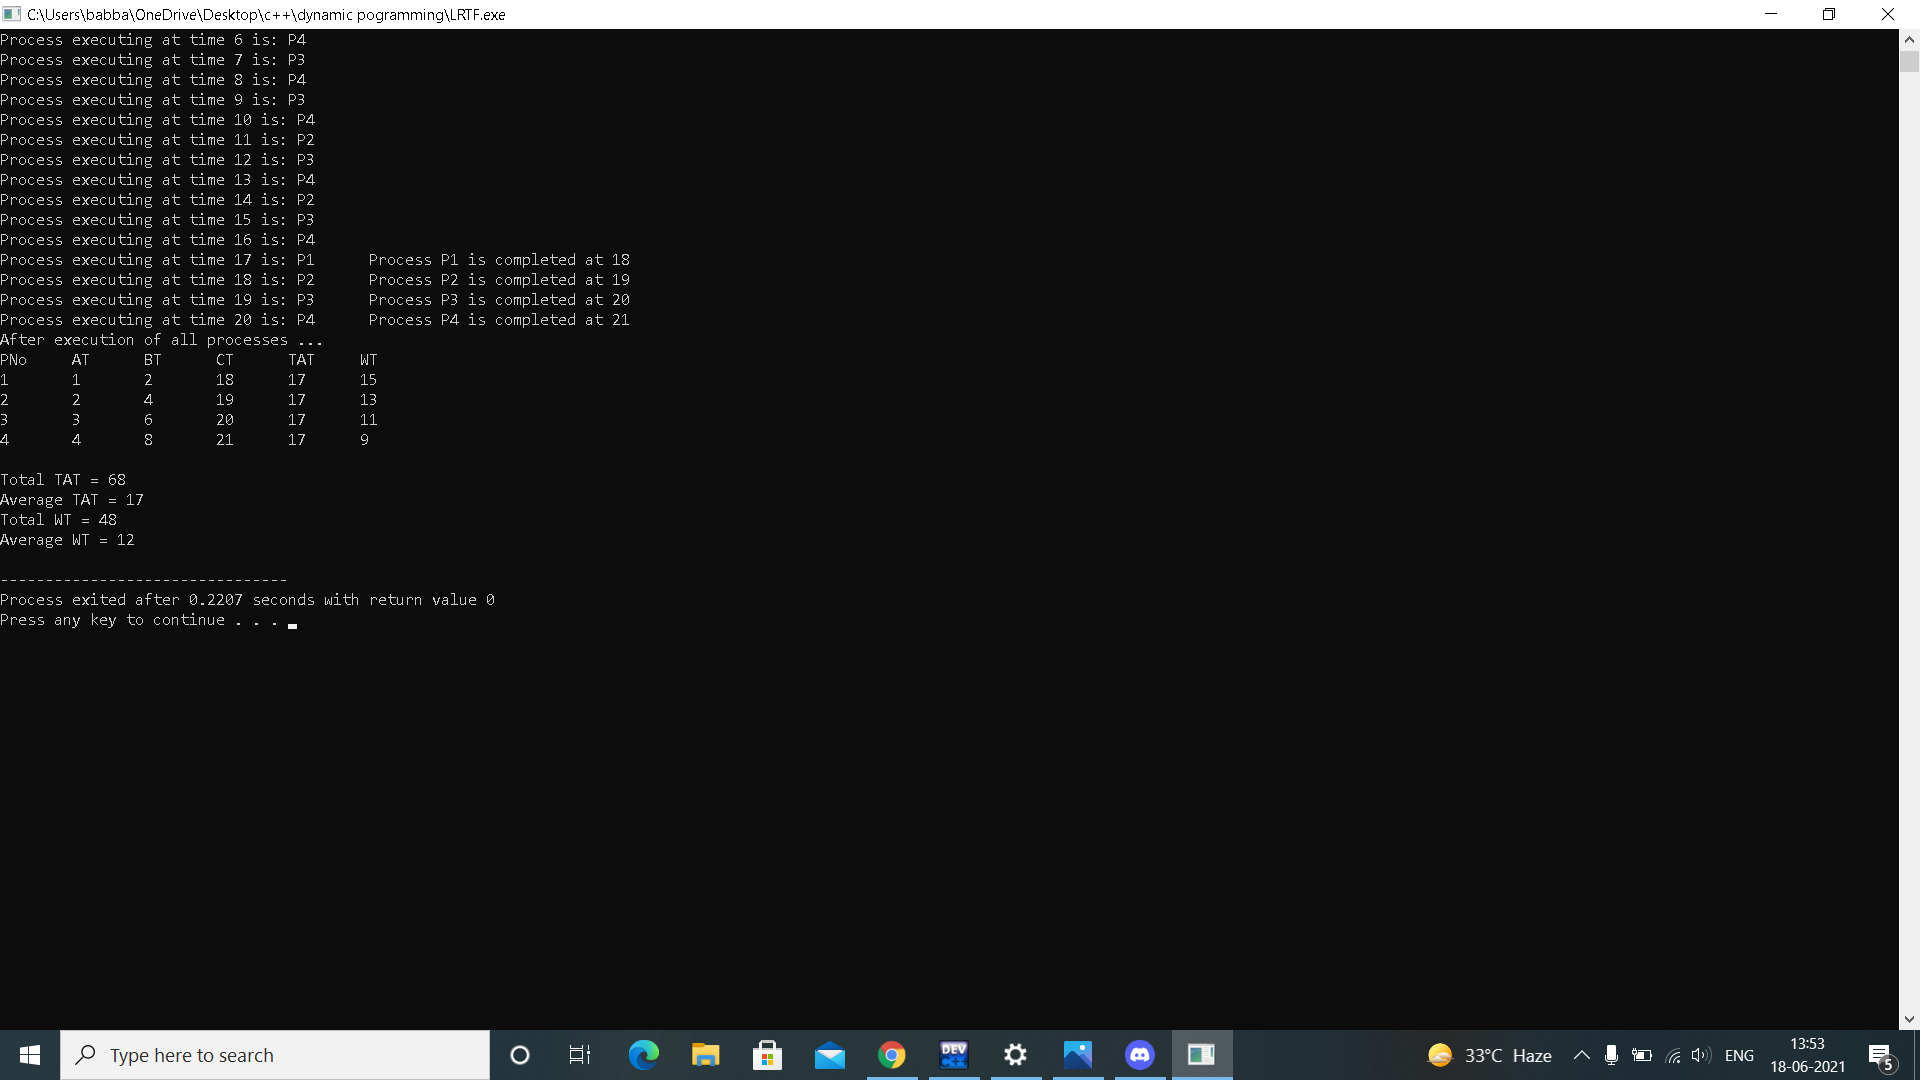 C:\Users\babba\OneDrive\Desktop\c++\dynamic pogramming\LRTF.exe
Process executing at time 6 is: P4
Process executing at time 7 is: P3
Process executing at time 8 is: P4
Process executing at time 9 is: P3
Process executing at time 10 is: P4
Process executing at time 11 is: P2
Process executing at time 12 is: P3
Process executing at time 13 is: P4
Process executing at time 14 is: P2
Process executing at time 15 is: P3
Process executing at time 16 is: P4
Process executing at time 17 is: P1 Process P1 is completed at 18
Process executing at time 18 is: P2 Process P2 is completed at 19
Process executing at time 19 is: P3 Process P3 is completed at 20
Process executing at time 20 is: P4 Process P4 is completed at 21
After execution of all processes ...
PNo AT BT CT TAT WT
1 1 2 18 17 15
2 2 4 19 17 13
3 3 6 20 17 11
4 4 8 21 17 9
Total TAT = 68
Average TAT = 17
Total WT = 48
Average WT = 12
--------------------------------
Process exited after 0.2207 seconds with return value 0
Press any key to continue . . .
Type here to search
DEV C++
33°C Haze
ENG
13:53
18-06-2021
5